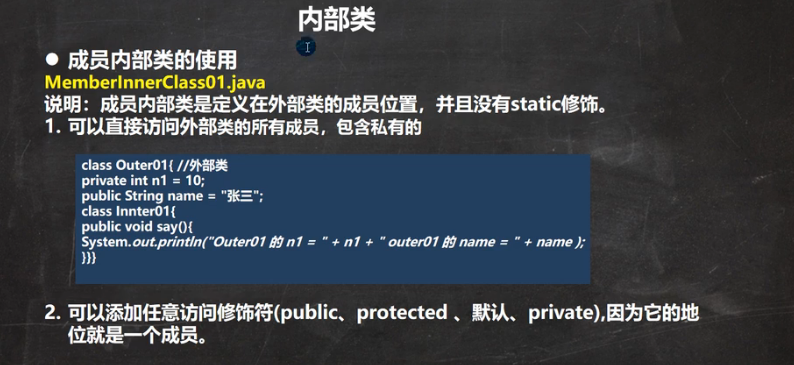 内部类
● 成员内部类的使用
MemberInnerClass01.java
说明：成员内部类是定义在外部类的成员位置，并且没有static修饰。
1. 可以直接访问外部类的所有成员，包含私有的
class Outer01{ //外部类
private int n1 = 10;
public String name = "张三";
class Innter01{
public void say(){
System.out.println("Outer01 的 n1 = " + n1 + " outer01 的 name = " + name );
}}}
2. 可以添加任意访问修饰符(public、protected 、默认、private),因为它的地
位就是一个成员。